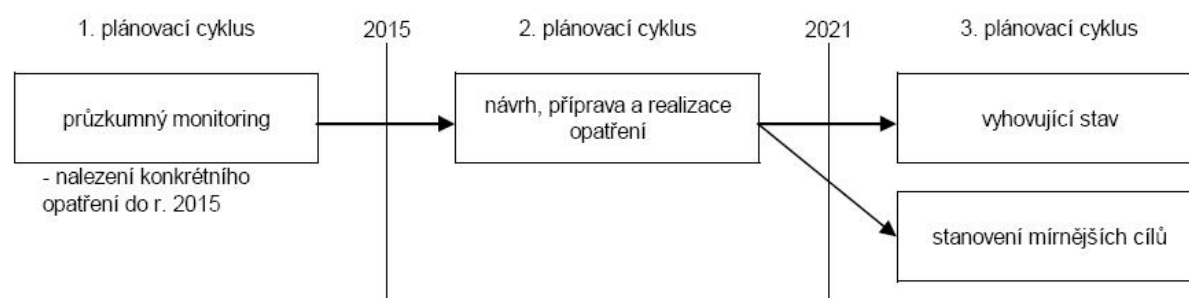 1. plánovací cyklus
2015
2. plánovací cyklus
2021
3. plánovací cyklus
průzkumný monitoring
návrh, příprava a realizace
opatření
vyhovující stav
- nalezení konkrétního
opatření do r. 2015
stanovení mírnějších cílů